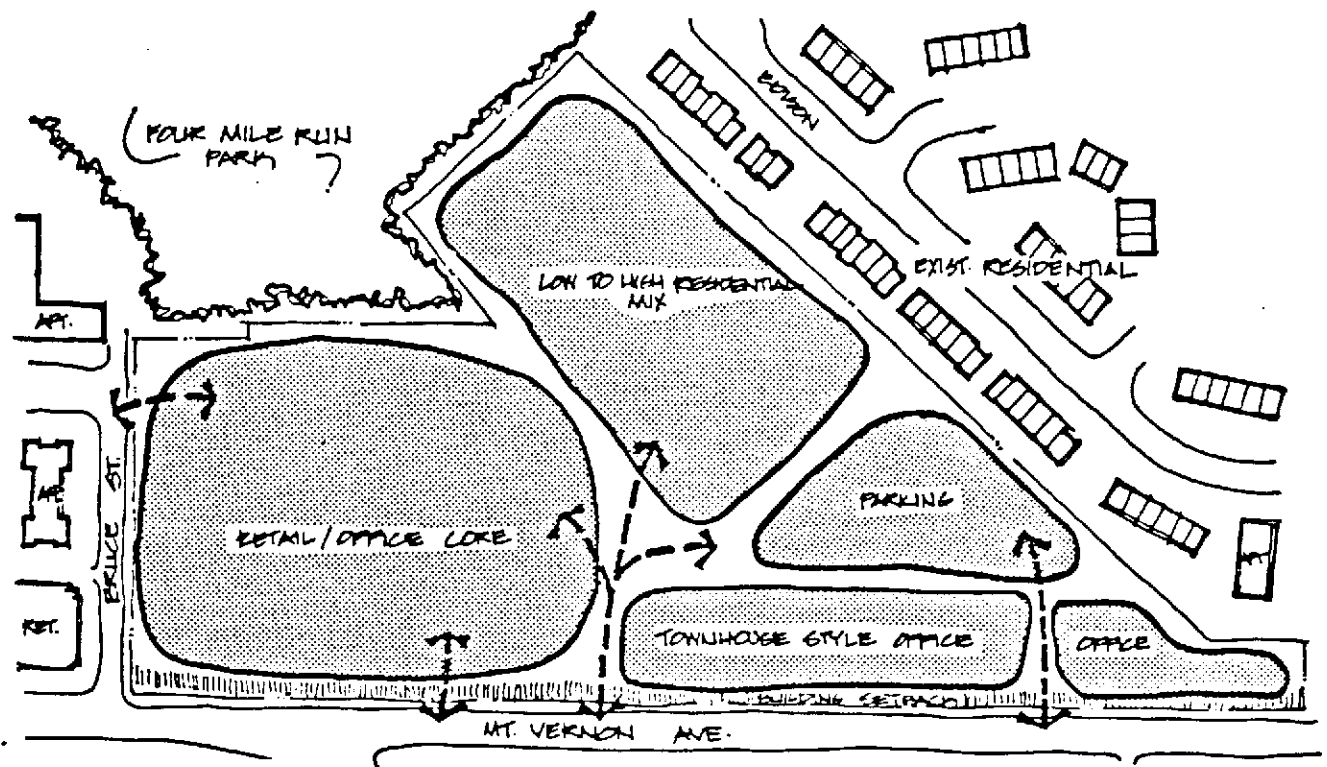 FOUR MILE RUN
PARK
EDISON
EXIST. RESIDENTIAL
LOW TO HIGH RESIDENTIAL
MIX
APT.
APT.
BRUCE ST.
RETAIL/OFFICE CORE
PARKING
RET.
TOWNHOUSE STYLE OFFICE
OFFICE
BUILDING SETBACK
MT. VERNON AVE.